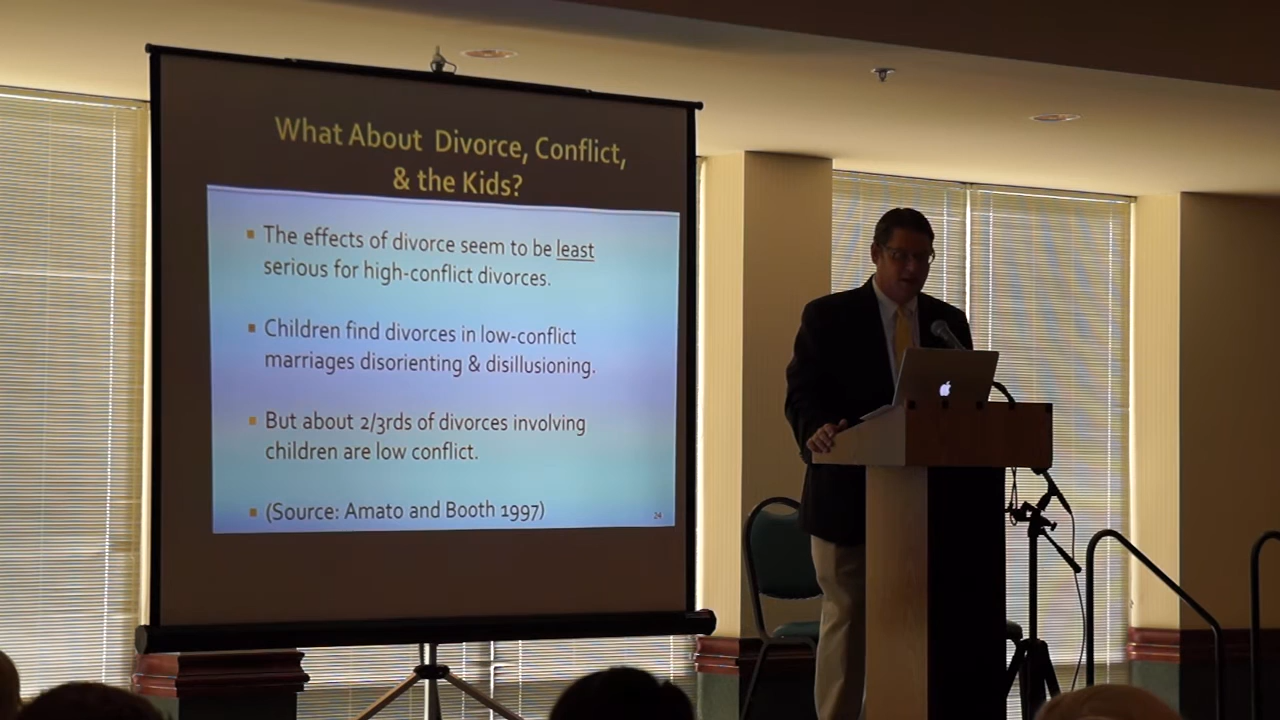 What About Divorce, Conflict,
& the Kids?
▪ The effects of divorce seem to be least
serious for high-conflict divorces.
▪ Children find divorces in low-conflict
marriages disorienting & disillusioning.
▪ But about 2/3rds of divorces involving
children are low conflict.
▪ (Source: Amato and Booth 1997)
24